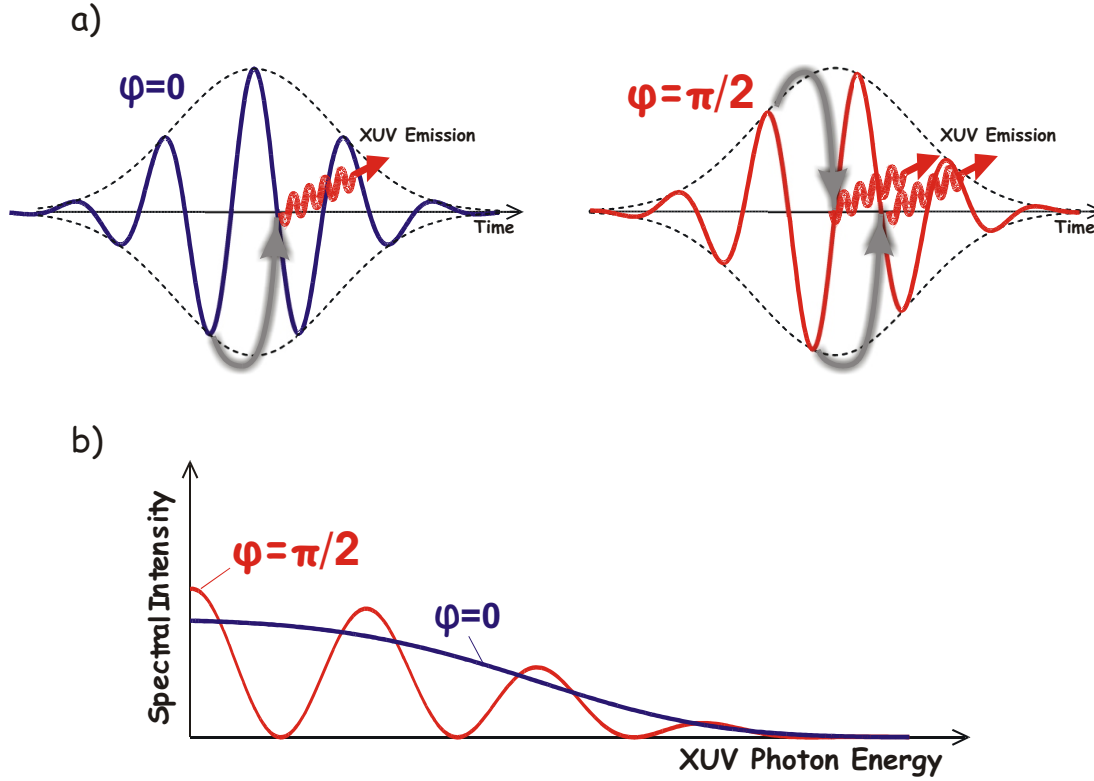 a)
φ=0
XUV Emission
Time
φ=π/2
XUV Emission
Time
b)
Spectral Intensity
φ=π/2
φ=0
XUV Photon Energy